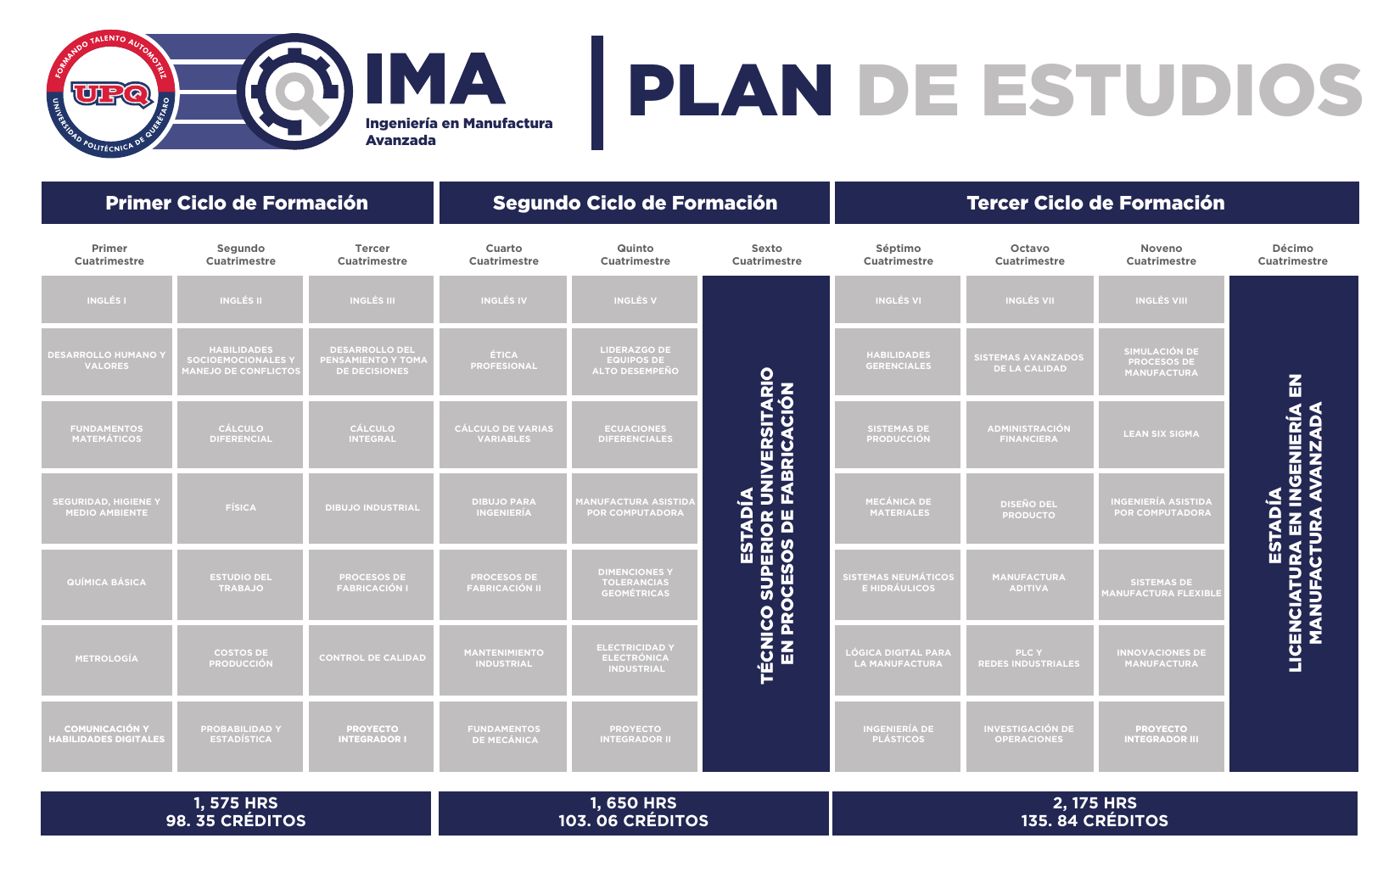 FORMANDO TALENTO AUTOMOTRIZ
UPQ
UNIVERSIDAD POLITÉCNICA DE QUERÉTARO
IMA
Ingeniería en Manufactura
Avanzada
PLAN DE ESTUDIOS
Primer Ciclo de Formación
Segundo Ciclo de Formación
Tercer Ciclo de Formación
Primer
Cuatrimestre
Segundo
Cuatrimestre
Tercer
Cuatrimestre
Cuarto
Cuatrimestre
Quinto
Cuatrimestre
Sexto
Cuatrimestre
Séptimo
Cuatrimestre
Octavo
Cuatrimestre
Noveno
Cuatrimestre
Décimo
Cuatrimestre
INGLÉS I
INGLÉS II
INGLÉS III
INGLÉS IV
INGLÉS V
INGLÉS VI
INGLÉS VII
INGLÉS VIII
DESARROLLO HUMANO Y
VALORES
HABILIDADES
SOCIOEMOCIONALES Y
MANEJO DE CONFLICTOS
DESARROLLO DEL
PENSAMIENTO Y TOMA
DE DECISIONES
ÉTICA
PROFESIONAL
LIDERAZGO DE
EQUIPOS DE
ALTO DESEMPEÑO
HABILIDADES
GERENCIALES
SISTEMAS AVANZADOS
DE LA CALIDAD
SIMULACIÓN DE
PROCESOS DE
MANUFACTURA
FUNDAMENTOS
MATEMÁTICOS
CÁLCULO
DIFERENCIAL
CÁLCULO
INTEGRAL
CÁLCULO DE VARIAS
VARIABLES
ECUACIONES
DIFERENCIALES
SISTEMAS DE
PRODUCCIÓN
ADMINISTRACIÓN
FINANCIERA
LEAN SIX SIGMA
SEGURIDAD, HIGIENE Y
MEDIO AMBIENTE
FÍSICA
DIBUJO INDUSTRIAL
DIBUJO PARA
INGENIERÍA
MANUFACTURA ASISTIDA
POR COMPUTADORA
MECÁNICA DE
MATERIALES
DISEÑO DEL
PRODUCTO
INGENIERÍA ASISTIDA
POR COMPUTADORA
QUÍMICA BÁSICA
ESTUDIO DEL
TRABAJO
PROCESOS DE
FABRICACIÓN I
PROCESOS DE
FABRICACIÓN II
DIMENCIONES Y
TOLERANCIAS
GEOMÉTRICAS
SISTEMAS NEUMÁTICOS
E HIDRÁULICOS
MANUFACTURA
ADITIVA
SISTEMAS DE
MANUFACTURA FLEXIBLE
METROLOGÍA
COSTOS DE
PRODUCCIÓN
CONTROL DE CALIDAD
MANTENIMIENTO
INDUSTRIAL
ELECTRICIDAD Y
ELECTRÓNICA
INDUSTRIAL
LÓGICA DIGITAL PARA
LA MANUFACTURA
PLC Y
REDES INDUSTRIALES
INNOVACIONES DE
MANUFACTURA
COMUNICACIÓN Y
HABILIDADES DIGITALES
PROBABILIDAD Y
ESTADÍSTICA
PROYECTO
INTEGRADOR I
FUNDAMENTOS
DE MECÁNICA
PROYECTO
INTEGRADOR II
INGENIERÍA DE
PLÁSTICOS
INVESTIGACIÓN DE
OPERACIONES
PROYECTO
INTEGRADOR III
ESTADÍA
TÉCNICO SUPERIOR UNIVERSITARIO
EN PROCESOS DE FABRICACIÓN
ESTADÍA
LICENCIATURA EN INGENIERÍA EN
MANUFACTURA AVANZADA
1, 575 HRS
98. 35 CRÉDITOS
1, 650 HRS
103. 06 CRÉDITOS
2, 175 HRS
135. 84 CRÉDITOS